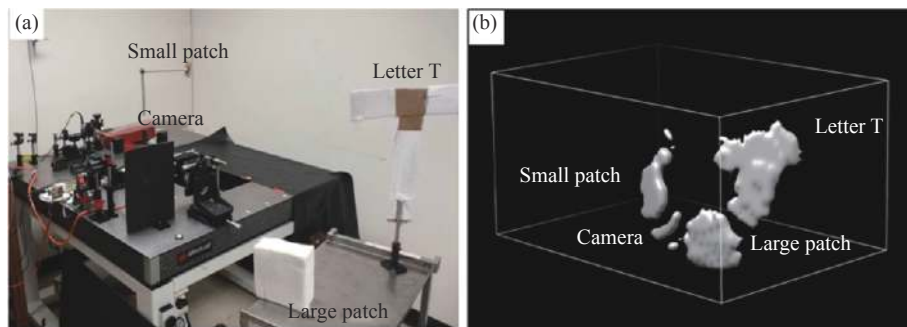 (a)
Small patch
Letter T
Camera
Large patch
(b)
Letter T
Small patch
Camera
Large patch